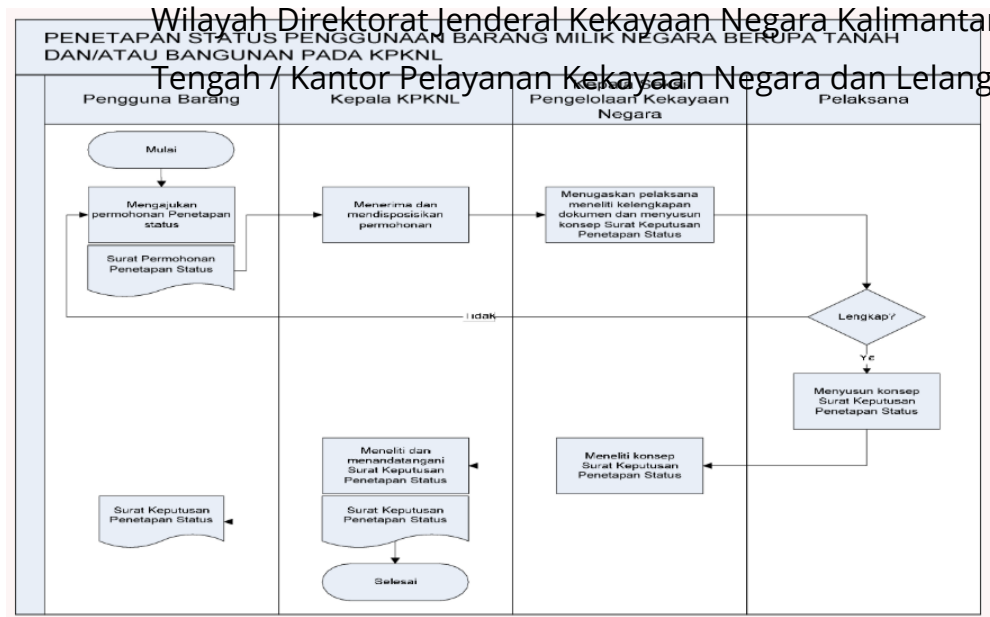 Wilayah Direktorat Jenderal Kekayaan Negara Kalimantan
PENETAPAN STATUS PENGGUNAAN BARANG MILIK NEGARA BERUPA TANAH
DAN/ATAU BANGUNAN PADA KPKNL
Tengah / Kantor Pelayanan Kekayaan Negara dan Lelang
Pengguna Barang
Kepala KPKNL
Kepala Seksi
Pengelolaan Kekayaan
Negara
Pelaksana
Mulai
Mengajukan
permohonan Penetapan
status
Surat Permohonan
Penetapan Status
Menerima dan
mendisposisikan
permohonan
Menugaskan pelaksana
meneliti kelengkapan
dokumen dan menyusun
konsep Surat Keputusan
Penetapan Status
Lengkap?
Tidak
Ya
Menyusun konsep
Surat Keputusan
Penetapan Status
Meneliti konsep
Surat Keputusan
Penetapan Status
Meneliti dan
menandatangani
Surat Keputusan
Penetapan Status
Surat Keputusan
Penetapan Status
Surat Keputusan
Penetapan Status
Selesai